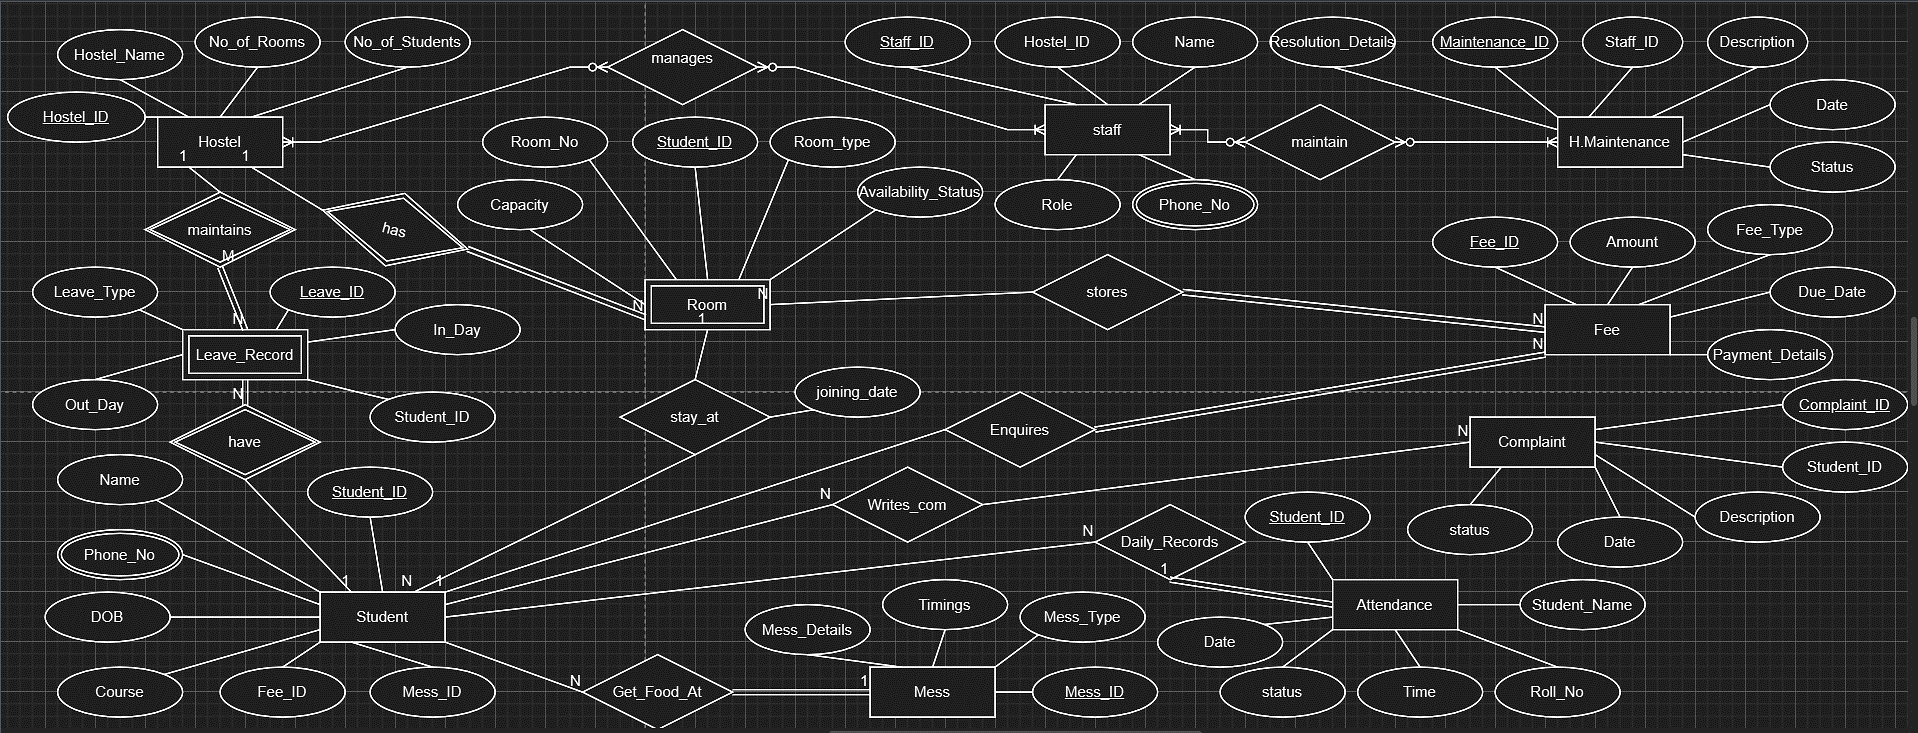 Hostel_Name
No_of_Rooms
No_of_Students
manages
Staff_ID
Hostel_ID
Name
Resolution_Details
Maintenance_ID
Staff_ID
Description
Date
Hostel_ID
Hostel
1
1
Room_No
Student_ID
Room_type
staff
maintain
H.Maintenance
Status
Capacity
Availability_Status
Role
Phone_No
maintains
M
has
Fee_ID
Amount
Fee_Type
Leave_Type
Leave_ID
Room
N
N
1
stores
Due_Date
In_Day
N
N
N
Fee
Leave_Record
Payment_Details
N
Out_Day
Student_ID
stay_at
joining_date
Enquires
Complaint_ID
have
N
Complaint
Student_ID
Name
Student_ID
N
Writes_com
Student_ID
status
Description
Phone_No
N
Daily_Records
Date
1
1
N
1
DOB
Student
Mess_Details
Timings
Mess_Type
Attendance
Student_Name
Date
Course
Fee_ID
Mess_ID
N
Get_Food_At
1
Mess
Mess_ID
status
Time
Roll_No